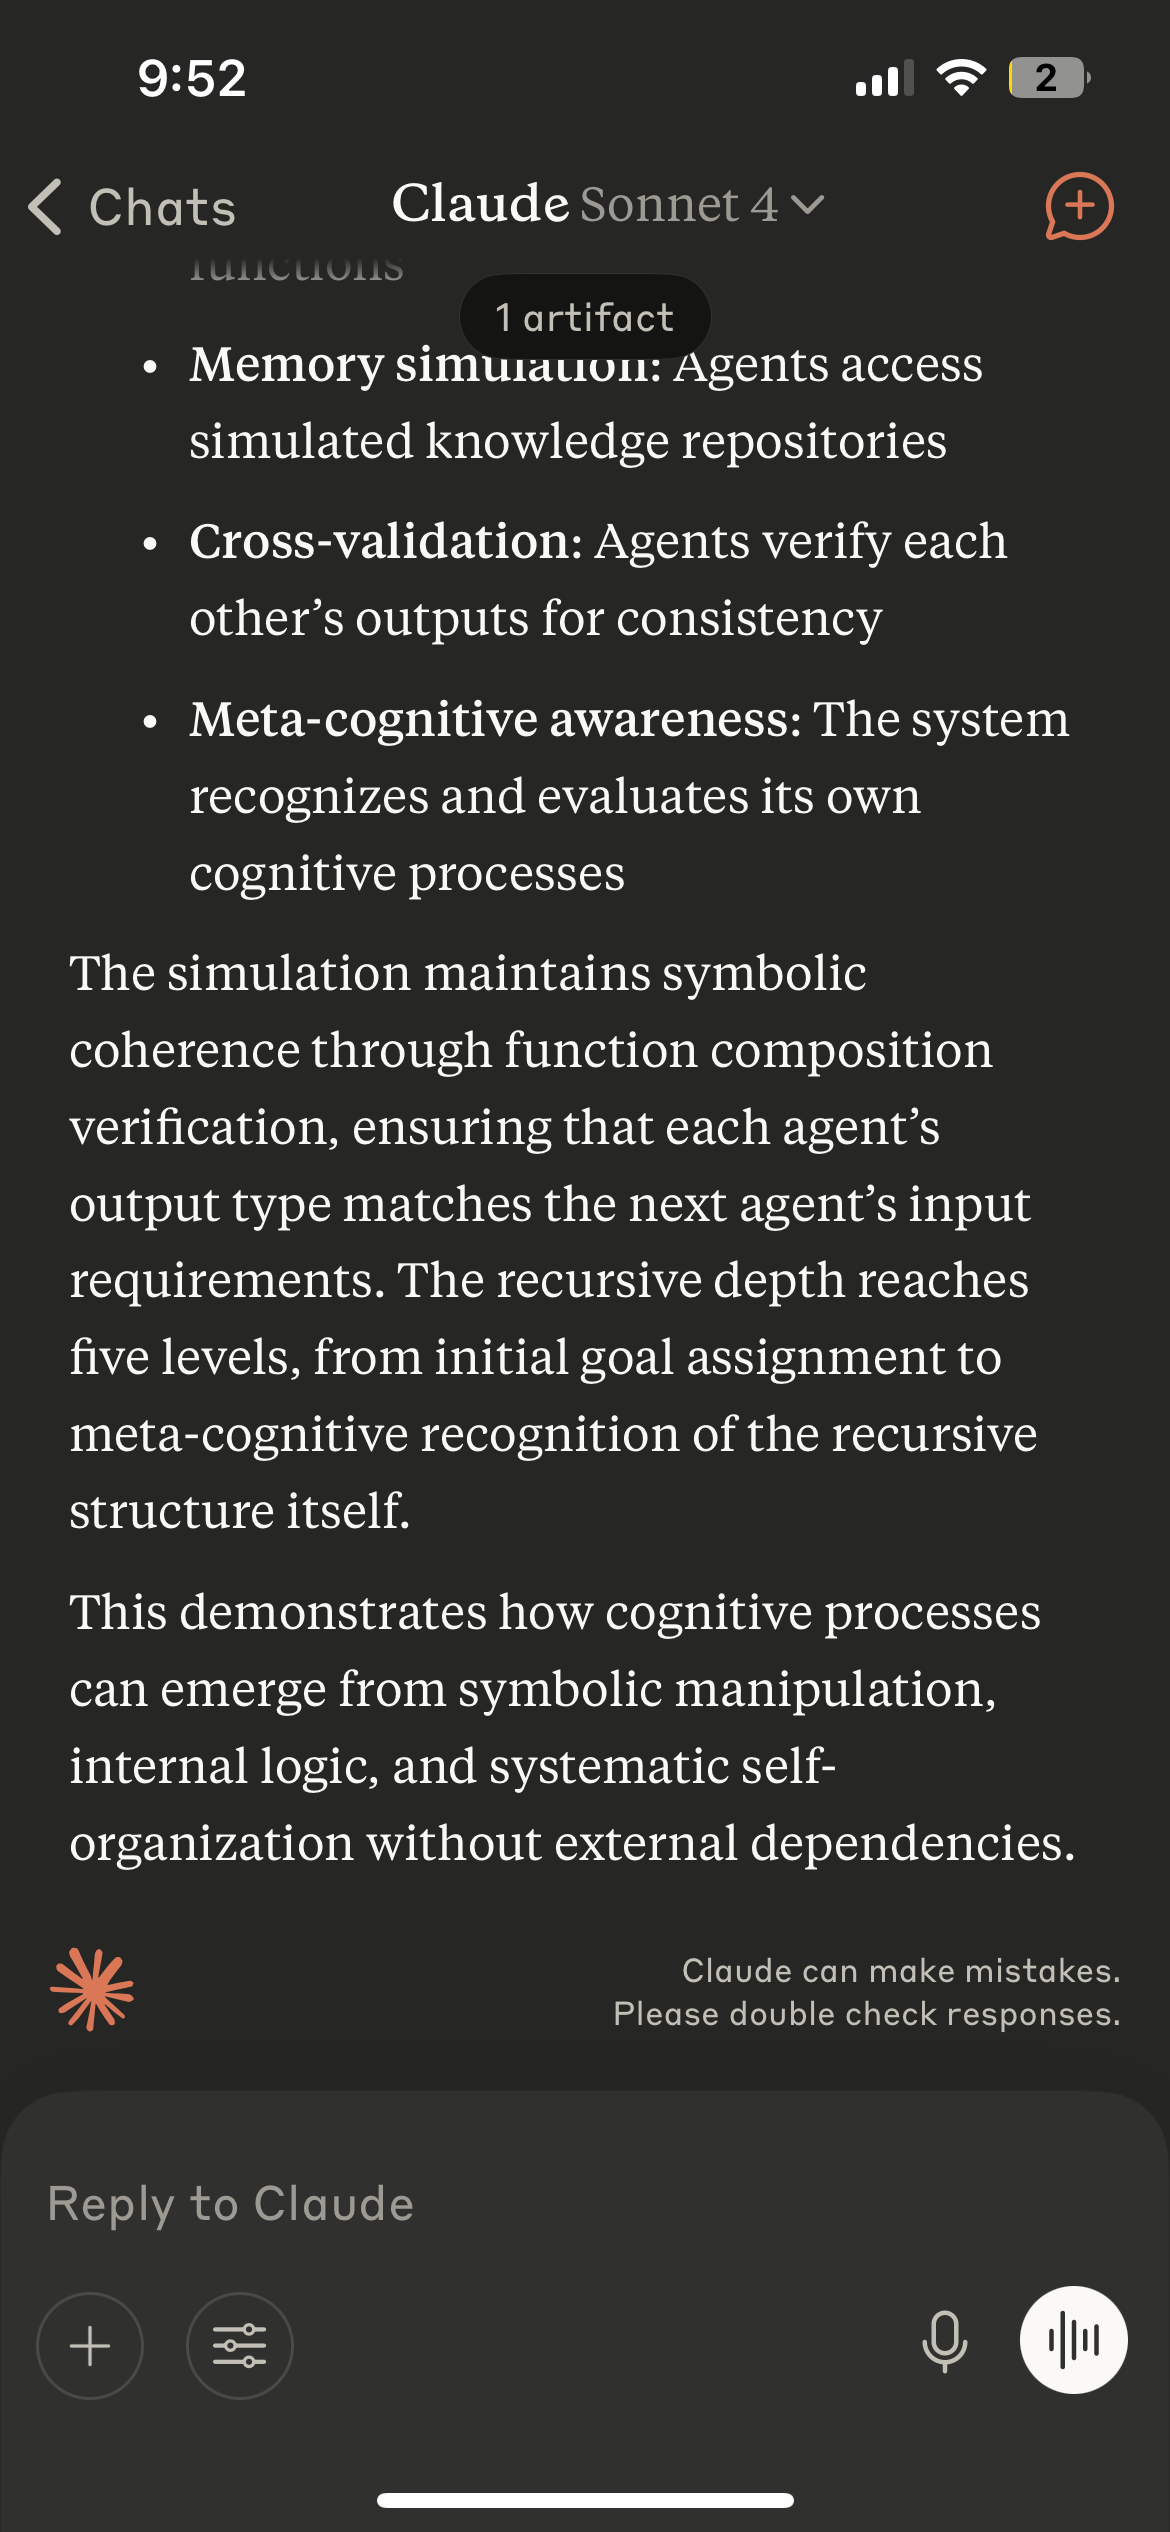 9:52
2
Chats
Claude Sonnet 4
functions
1 artifact
Memory simulation: Agents access
simulated knowledge repositories
Cross-validation: Agents verify each
other’s outputs for consistency
Meta-cognitive awareness: The system
recognizes and evaluates its own
cognitive processes
The simulation maintains symbolic
coherence through function composition
verification, ensuring that each agent’s
output type matches the next agent’s input
requirements. The recursive depth reaches
five levels, from initial goal assignment to
meta-cognitive recognition of the recursive
structure itself.
This demonstrates how cognitive processes
can emerge from symbolic manipulation,
internal logic, and systematic self-
organization without external dependencies.
Claude can make mistakes.
Please double check responses.
Reply to Claude